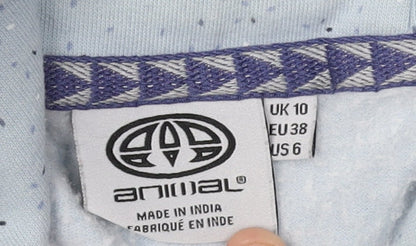 animal®
MADE IN INDIA
FABRIQUÉ EN INDE
UK 10
EU 38
US 6